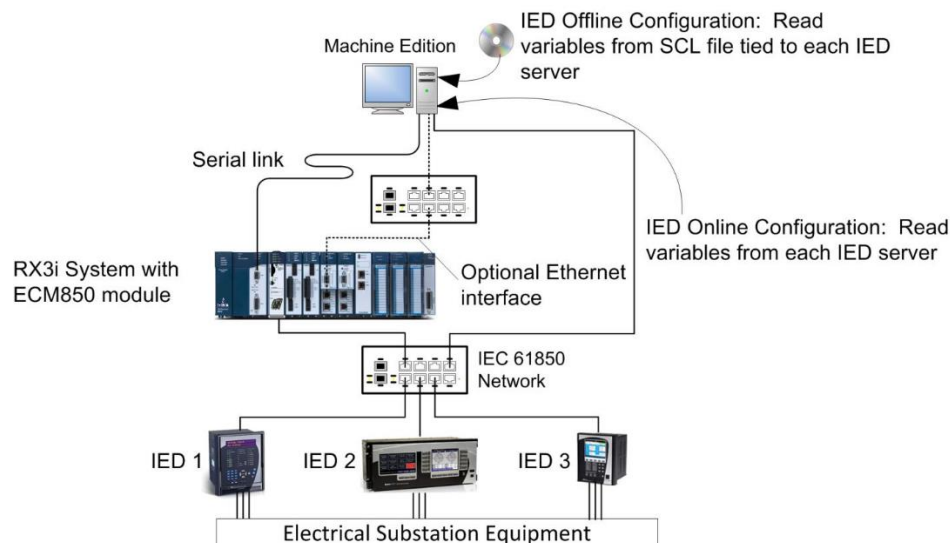 IED Offline Configuration:  Read
variables from SCL file tied to each IED
server
Machine Edition
Serial link
IED Online Configuration:  Read
variables from each IED server
RX3i System with
ECM850 module
Optional Ethernet
interface
IEC 61850
Network
IED 1
IED 2
IED 3
Electrical Substation Equipment